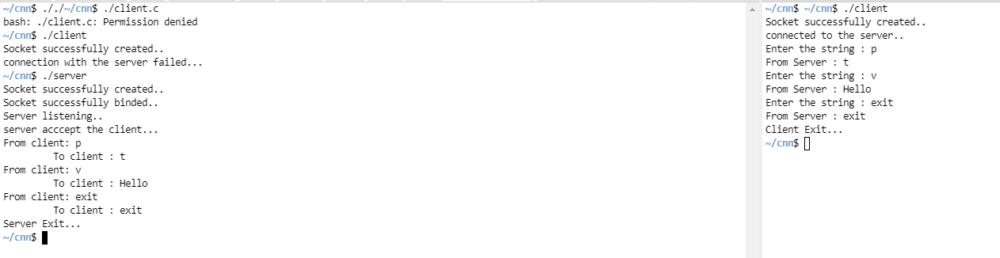 ~/cnn$ ././~/cnn$ ./client.c
bash: ./client.c: Permission denied
~/cnn$ ./client
Socket successfully created..
connection with the server failed...
~/cnn$ ./server
Socket successfully created..
Socket successfully binded..
Server listening..
server acccept the client...
From client: p
To client : t
From client: v
To client : Hello
From client: exit
To client : exit
Server Exit...
~/cnn$
~/cnn$ ~/cnn$ ./client
Socket successfully created..
connected to the server..
Enter the string : p
From Server : t
Enter the string : v
From Server : Hello
Enter the string : exit
From Server : exit
Client Exit...
~/cnn$